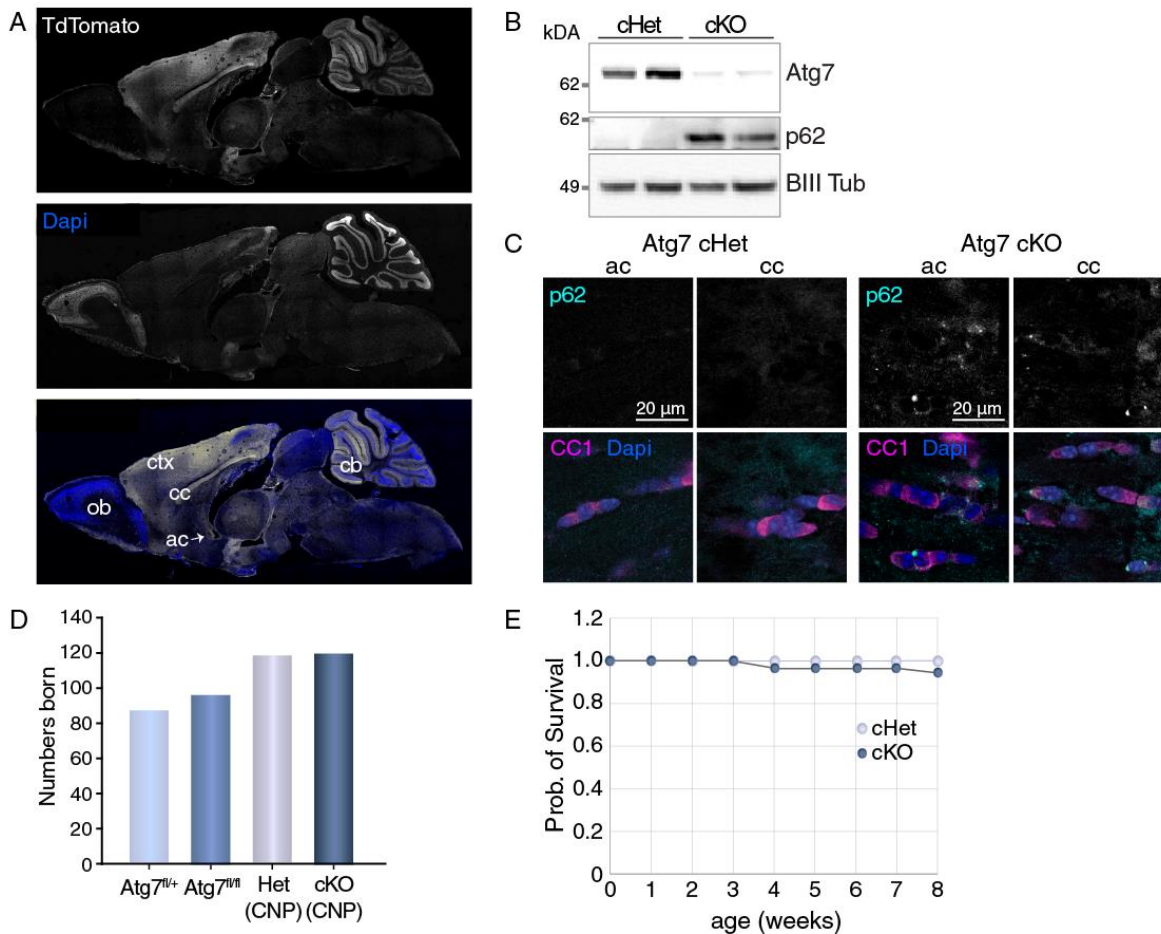 A
TdTomato
Dapi
ctx
cb
cc
ob
ac
B
kDA
cHet cKO
Atg7
62
62
p62
49
BIII Tub
C
Atg7 cHet
Atg7 cKO
ac cc ac cc
p62
p62
20 µm
20 µm
CC1 Dapi
CC1 Dapi
D
Numbers born
140
120
100
80
60
40
20
0
Atg7fl/+ Atg7fl/fl Het cKO
(CNP) (CNP)
E
Prob. of Survival
1.2
1.0
0.8
0.6
0.4
0.2
0
cHet
cKO
0 1 2 3 4 5 6 7 8
age (weeks)